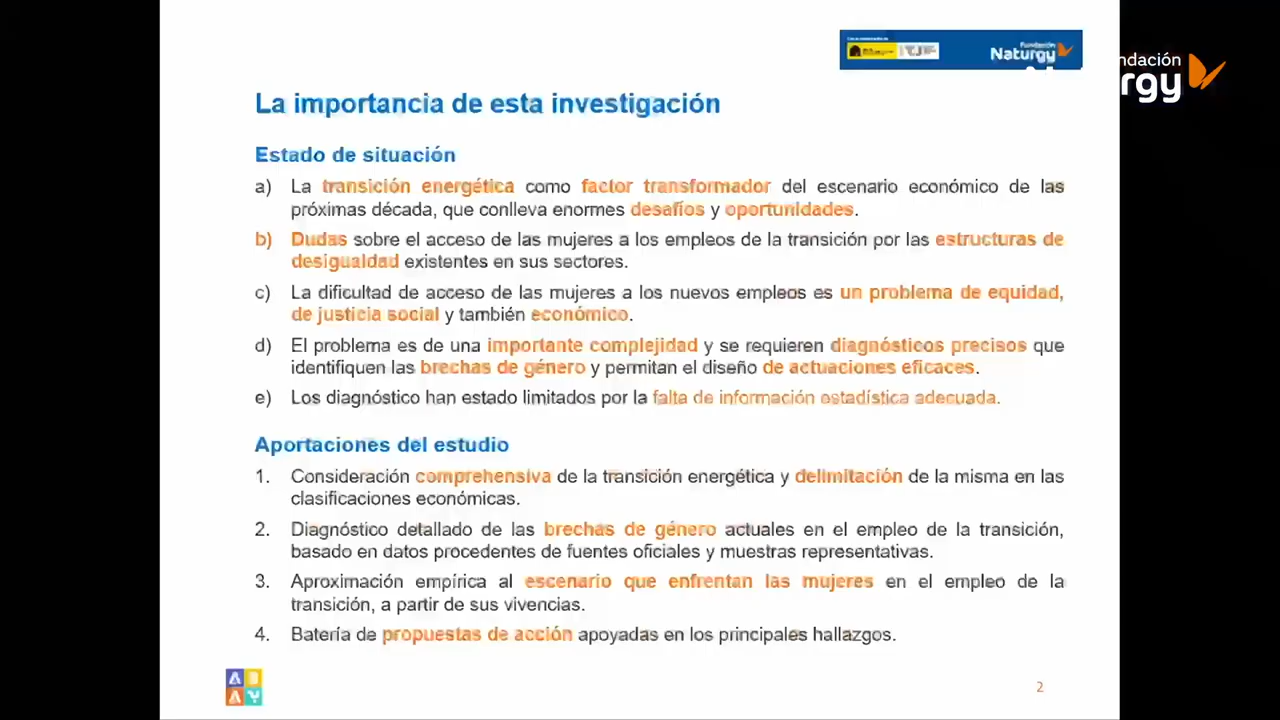 Fundación
Naturgy
ndación
rgy
La importancia de esta investigación
Estado de situación
a) La transición energética como factor transformador del escenario económico de las
próximas década, que conlleva enormes desafíos y oportunidades.
b) Dudas sobre el acceso de las mujeres a los empleos de la transición por las estructuras de
desigualdad existentes en sus sectores.
c) La dificultad de acceso de las mujeres a los nuevos empleos es un problema de equidad,
de justicia social y también económico.
d) El problema es de una importante complejidad y se requieren diagnósticos precisos que
identifiquen las brechas de género y permitan el diseño de actuaciones eficaces.
e) Los diagnóstico han estado limitados por la falta de información estadística adecuada.
Aportaciones del estudio
1. Consideración comprehensiva de la transición energética y delimitación de la misma en las
clasificaciones económicas.
2. Diagnóstico detallado de las brechas de género actuales en el empleo de la transición,
basado en datos procedentes de fuentes oficiales y muestras representativas.
3. Aproximación empírica al escenario que enfrentan las mujeres en el empleo de la
transición, a partir de sus vivencias.
4. Batería de propuestas de acción apoyadas en los principales hallazgos.
2